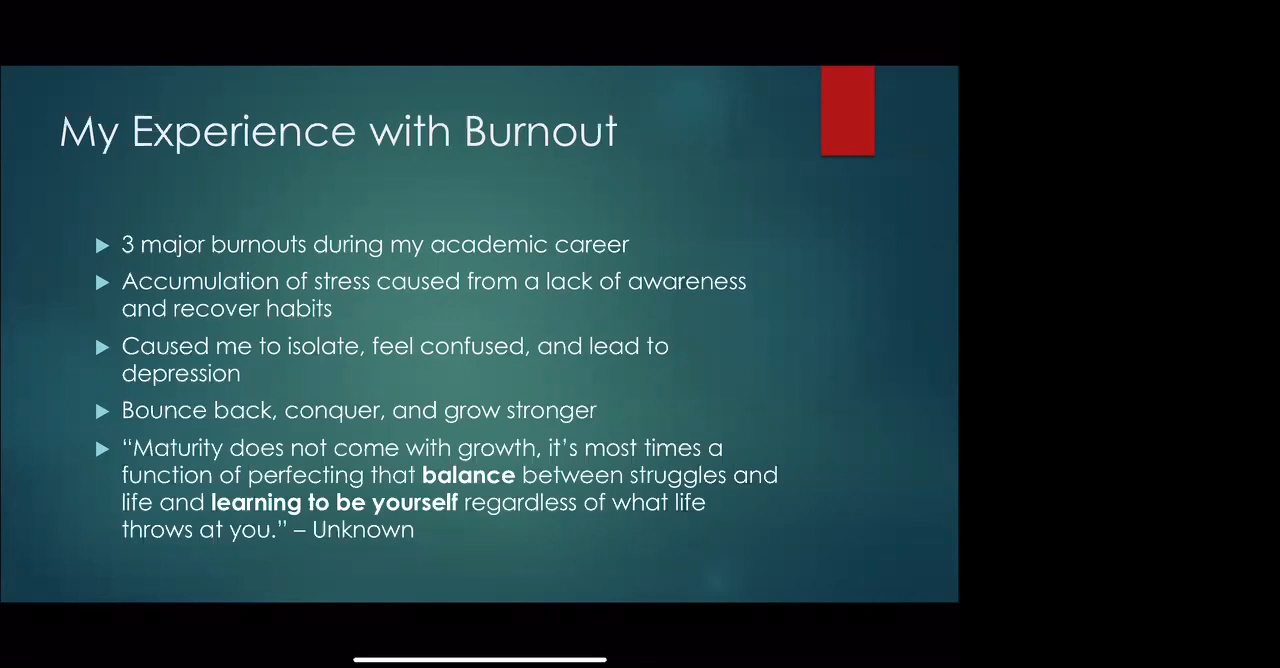 My Experience with Burnout
3 major burnouts during my academic career
Accumulation of stress caused from a lack of awareness
and recover habits
Caused me to isolate, feel confused, and lead to
depression
Bounce back, conquer, and grow stronger
“Maturity does not come with growth, it’s most times a
function of perfecting that balance between struggles and
life and learning to be yourself regardless of what life
throws at you.” – Unknown